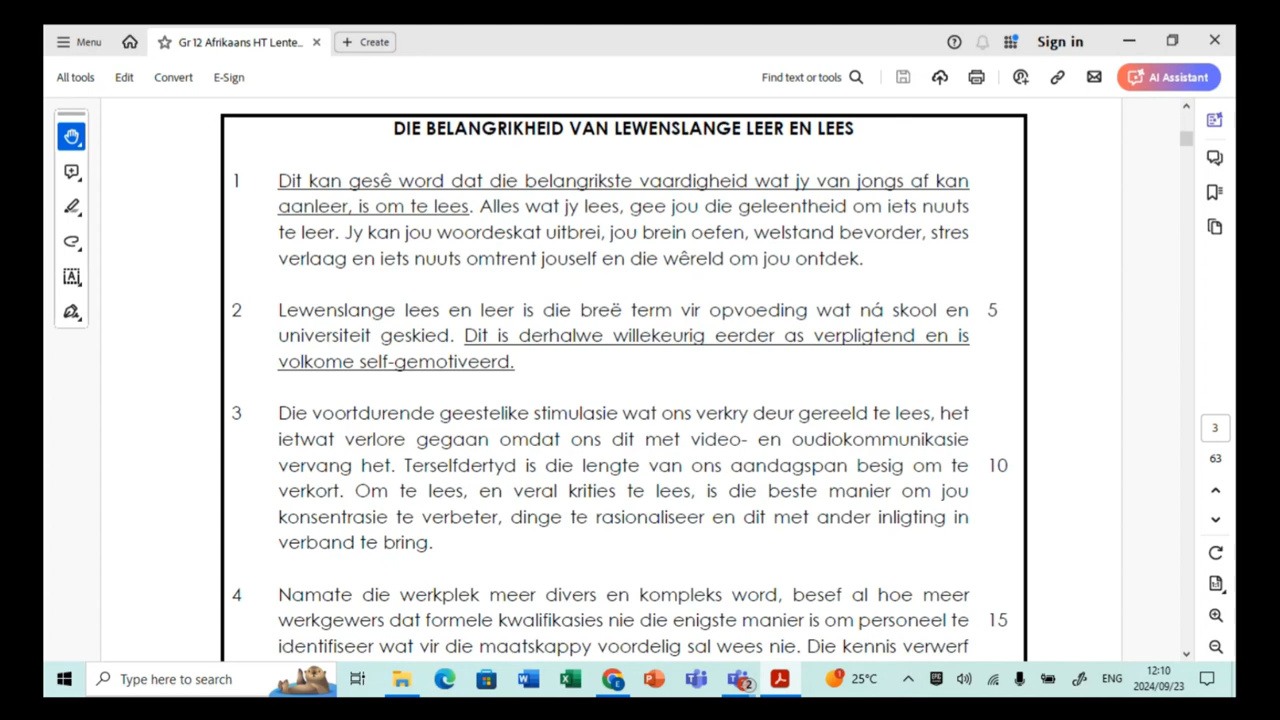 Menu
Gr 12 Afrikaans HT Lente...
Create
Sign in
All tools
Edit
Convert
E-Sign
Find text or tools
AI Assistant
DIE BELANGRIKHEID VAN LEWENSLANGE LEER EN LEES
1 Dit kan gesê word dat die belangrikste vaardigheid wat jy van jongs af kan
aanleer, is om te lees. Alles wat jy lees, gee jou die geleentheid om iets nuuts
te leer. Jy kan jou woordeskat uitbrei, jou brein oefen, welstand bevorder, stres
verlaag en iets nuuts omtrent jouself en die wêreld om jou ontdek.
2 Lewenslange lees en leer is die breë term vir opvoeding wat ná skool en 5
universiteit geskied. Dit is derhalwe willekeurig eerder as verpligtend en is
volkome self-gemotiveerd.
3 Die voortdurende geestelike stimulasie wat ons verkry deur gereeld te lees, het
ietwat verlore gegaan omdat ons dit met video- en oudiokommunikasie
vervang het. Terselfdertyd is die lengte van ons aandagspan besig om te 10
verkort. Om te lees, en veral krities te lees, is die beste manier om jou
konsentrasie te verbeter, dinge te rasionaliseer en dit met ander inligting in
verband te bring.
4 Namate die werkplek meer divers en kompleks word, besef al hoe meer
werkgewers dat formele kwalifikasies nie die enigste manier is om personeel te 15
identifiseer wat vir die maatskappy voordelig sal wees nie. Die kennis verwerf
3
63
Type here to search
2
25°C
ENG
12:10
2024/09/23